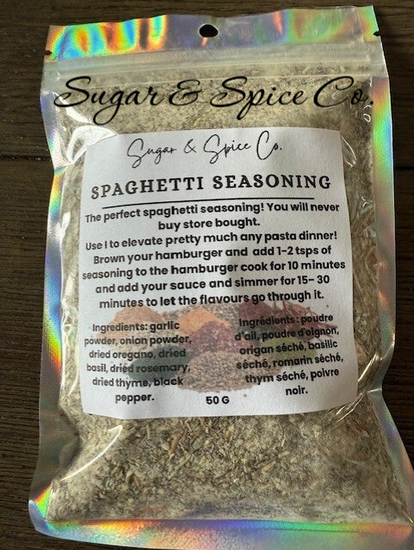 Sugar & Spice Co.
Sugar & Spice Co.
SPAGHETTI SEASONING
The perfect spaghetti seasoning! You will never
buy store bought.
Use I to elevate pretty much any pasta dinner!
Brown your hamburger and add 1-2 tsps of
seasoning to the hamburger cook for 10 minutes
and add your sauce and simmer for 15- 30
minutes to let the flavours go through it.
Ingredients: garlic
powder, onion powder,
dried oregano, dried
basil, dried rosemary,
dried thyme, black
pepper.
Ingrédients : poudre
d'ail, poudre d'oignon,
origan séché, basilic
séché, romarin séché,
thym séché, poivre
noir.
50 G